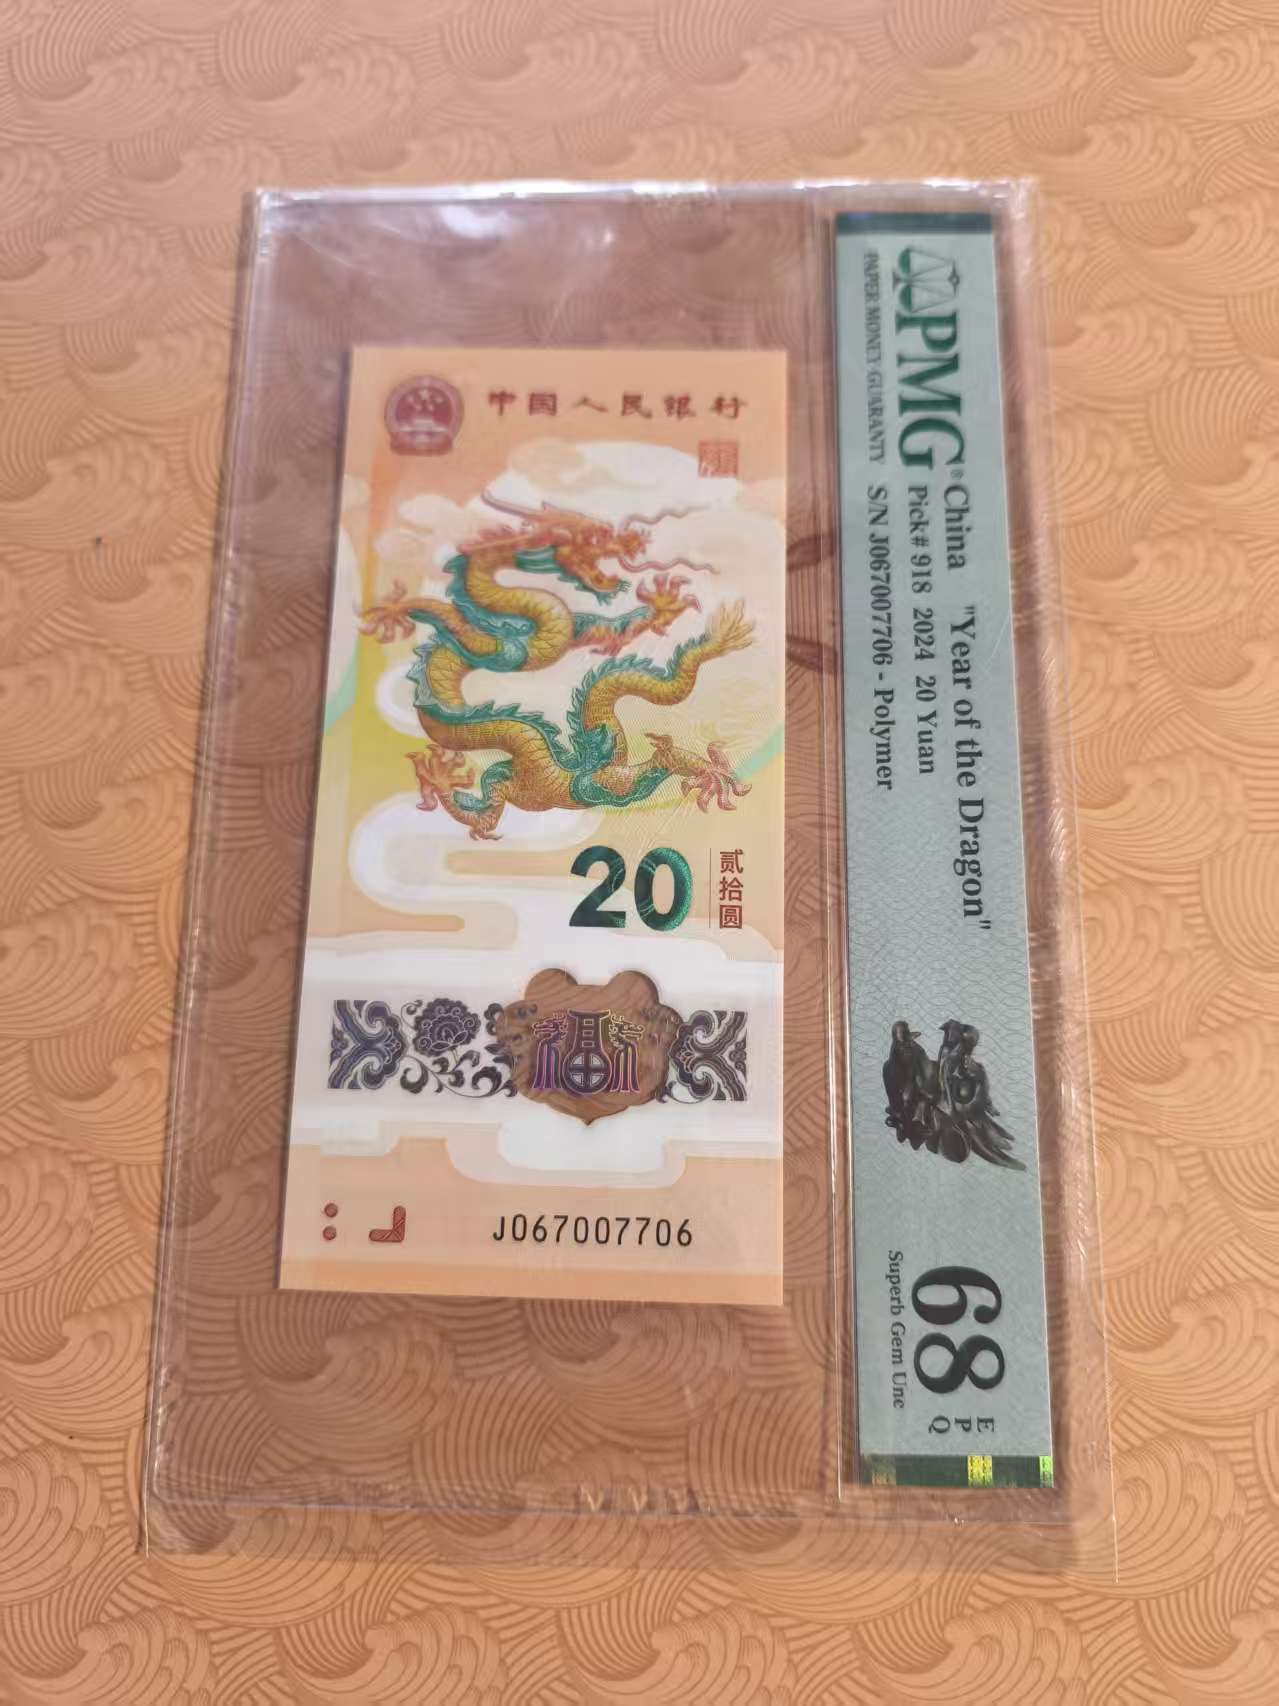 中国人民银行
20
贰拾圆
福
J067007706
PMG®
PAPER MONEY GUARANTY
China "Year of the Dragon"
Pick# 918 2024 20 Yuan
S/N J067007706 - Polymer
68 EPQ
Superb Gem Unc